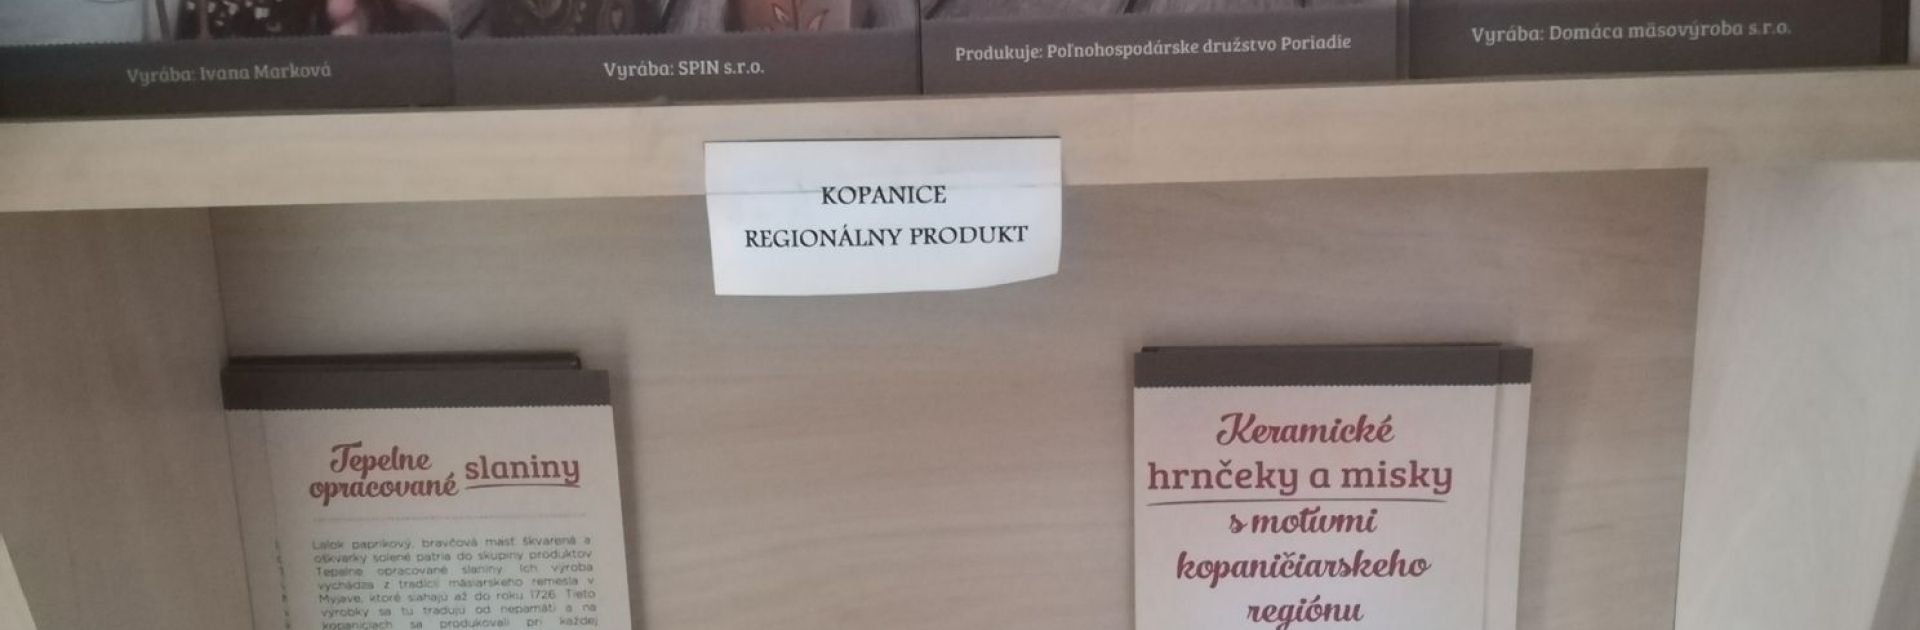 Vyrába: Ivana Marková
Vyrába: SPIN s.r.o.
Produkuje: Poľnohospodárske družstvo Poriadie
Vyrába: Domáca mäsovýroba s.r.o.
KOPANICE
REGIONÁLNY PRODUKT
Tepelne
opracované slaniny
Lalok paprikový, bravčová masť škvarená a
oškvarky solené patria do skupiny produktov
Tepelne opracované slaniny. Ich výroba
vychádza z tradícií mäsiarskeho remesla v
Myjave, ktoré siahajú až do roku 1726. Tieto
výrobky sa tu tradujú od nepamäti a na
kopaniciach sa produkovali pri každej
Keramické
hrnčeky a misky
s motívmi
kopaničiarskeho
regiónu